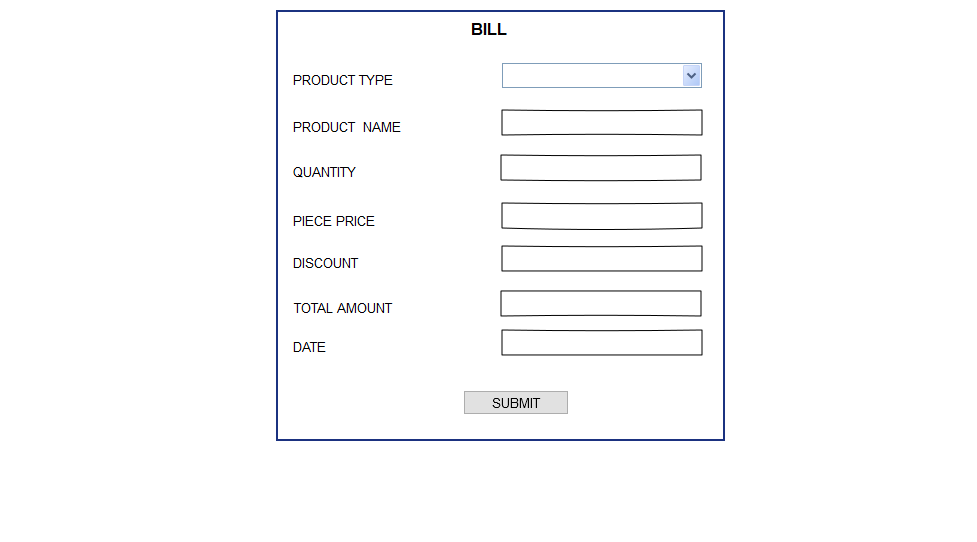 BILL
PRODUCT TYPE
PRODUCT  NAME
QUANTITY
PIECE PRICE
DISCOUNT
TOTAL AMOUNT
DATE
SUBMIT